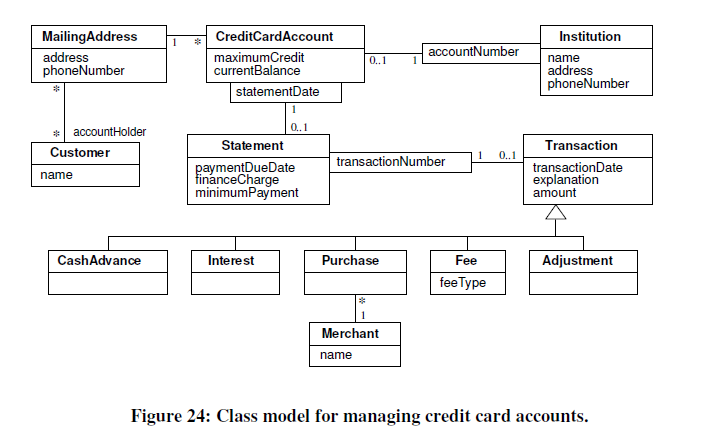 MailingAddress
address
phoneNumber
1
*
CreditCardAccount
maximumCredit
currentBalance
statementDate
0..1
1
accountNumber
Institution
name
address
phoneNumber
*
*
accountHolder
Customer
name
1
0..1
Statement
paymentDueDate
financeCharge
minimumPayment
transactionNumber
1
0..1
Transaction
transactionDate
explanation
amount
CashAdvance
Interest
Purchase
Fee
feeType
Adjustment
*
1
Merchant
name
Figure 24: Class model for managing credit card accounts.